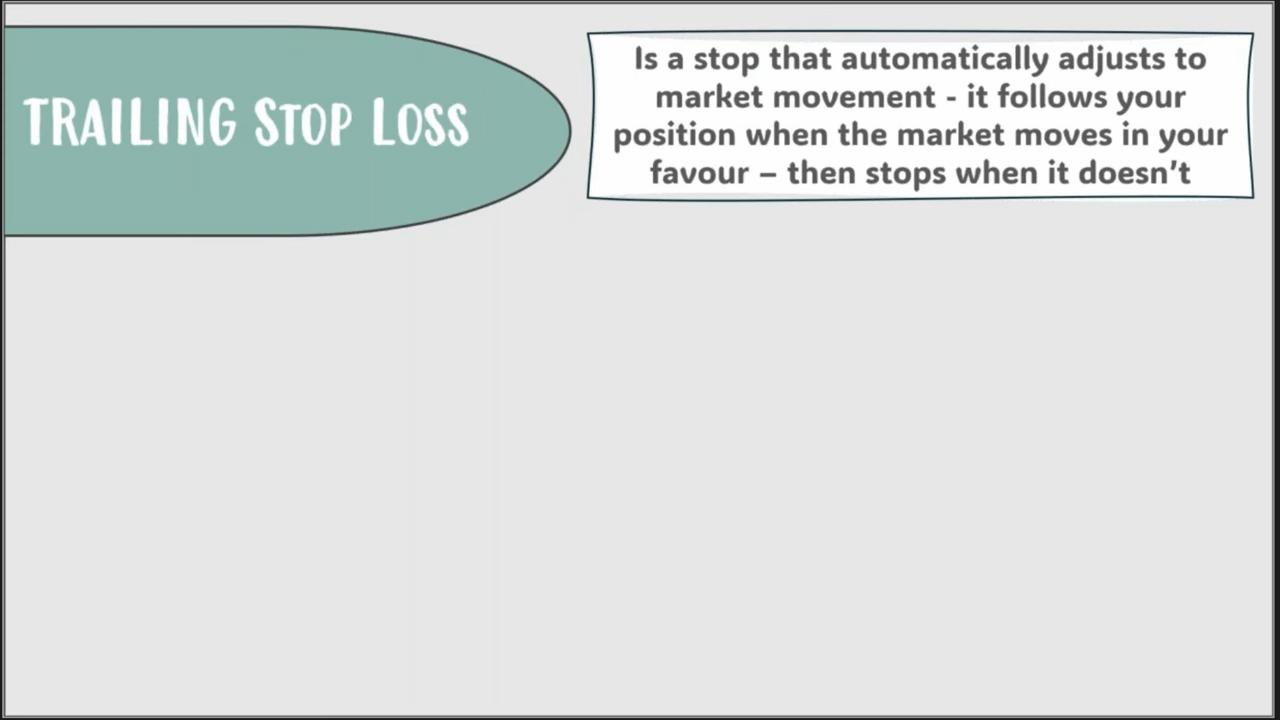 TRAILING STOP LOSS
Is a stop that automatically adjusts to
market movement - it follows your
position when the market moves in your
favour – then stops when it doesn’t